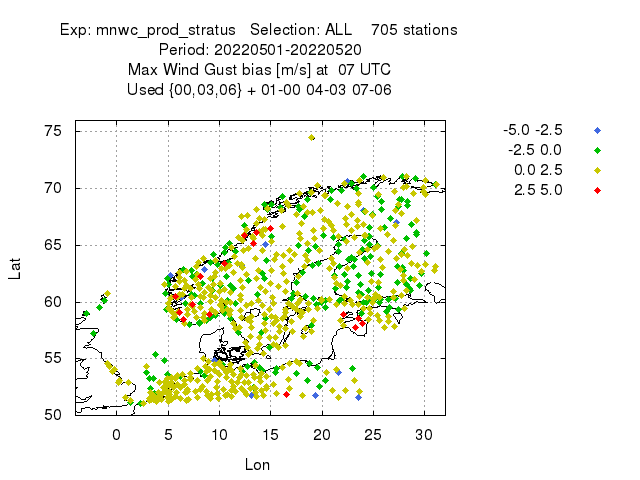 Exp: mnwc_prod_stratus Selection: ALL 705 stations
Period: 20220501-20220520
Max Wind Gust bias [m/s] at 07 UTC
Used {00,03,06} + 01-00 04-03 07-06
-5.0 -2.5
-2.5 0.0
0.0 2.5
2.5 5.0
75
70
65
60
55
50
Lat
0 5 10 15 20 25 30
Lon